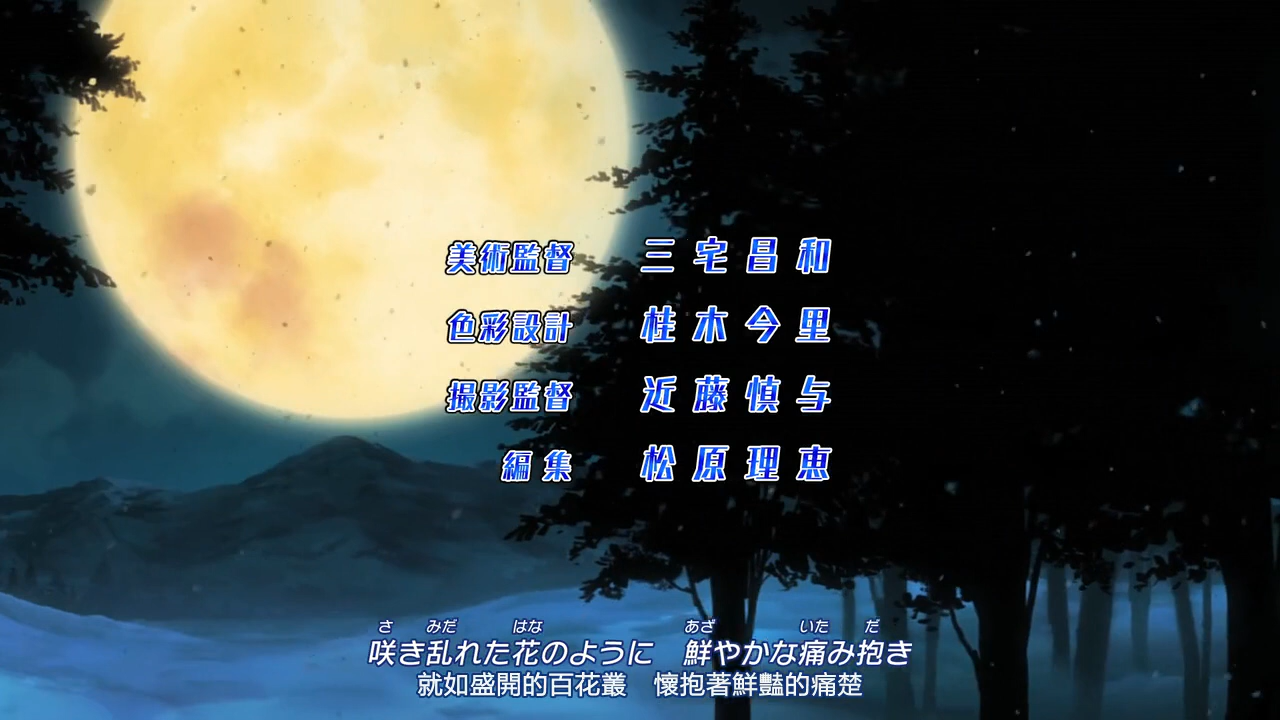 美術監督 三宅昌和
色彩設計 桂木今里
撮影監督 近藤慎与
編集 松原理恵
さ みだ はな あざ いた だ
咲き乱れた花のように 鮮やかな痛み抱き
就如盛開的百花叢 懷抱著鮮豔的痛楚